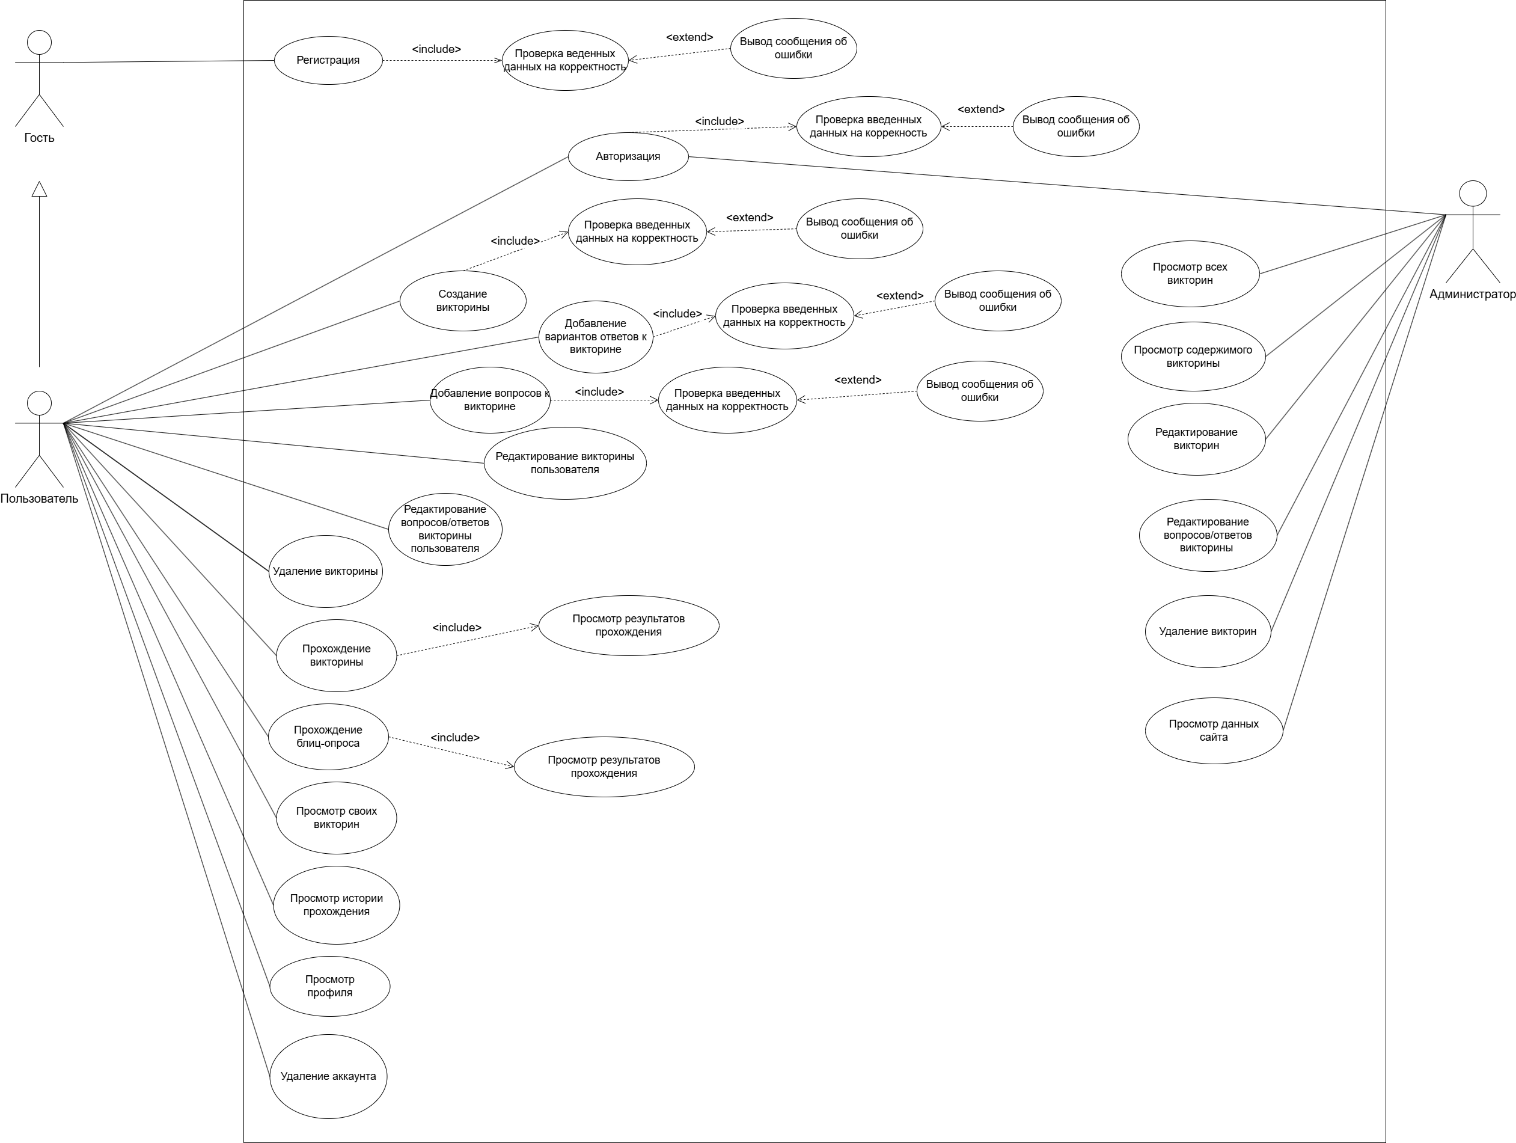 Регистрация
<include>
Проверка веденных
данных на корректность
<extend>
Вывод сообщения об
ошибки
Гость
Авторизация
<include>
Проверка введенных
данных на коррекность
<extend>
Вывод сообщения об
ошибки
Создание
викторины
<include>
Проверка введенных
данных на корректность
<extend>
Вывод сообщения об
ошибки
Добавление
вариантов ответов к
викторине
<include>
Проверка введенных
данных на корректность
<extend>
Вывод сообщения об
ошибки
Добавление вопросов к
викторине
<include>
Проверка введенных
данных на корректность
<extend>
Вывод сообщения об
ошибки
Пользователь
Редактирование викторины
пользователя
Редактирование
вопросов/ответов
викторины
пользователя
Удаление викторины
Прохождение
викторины
<include>
Просмотр результатов
прохождения
Прохождение
блиц-опроса
<include>
Просмотр результатов
прохождения
Просмотр своих
викторин
Просмотр истории
прохождения
Просмотр
профиля
Удаление аккаунта
Администратор
Просмотр всех
викторин
Просмотр содержимого
викторины
Редактирование
викторин
Редактирование
вопросов/ответов
викторины
Удаление викторин
Просмотр данных
сайта